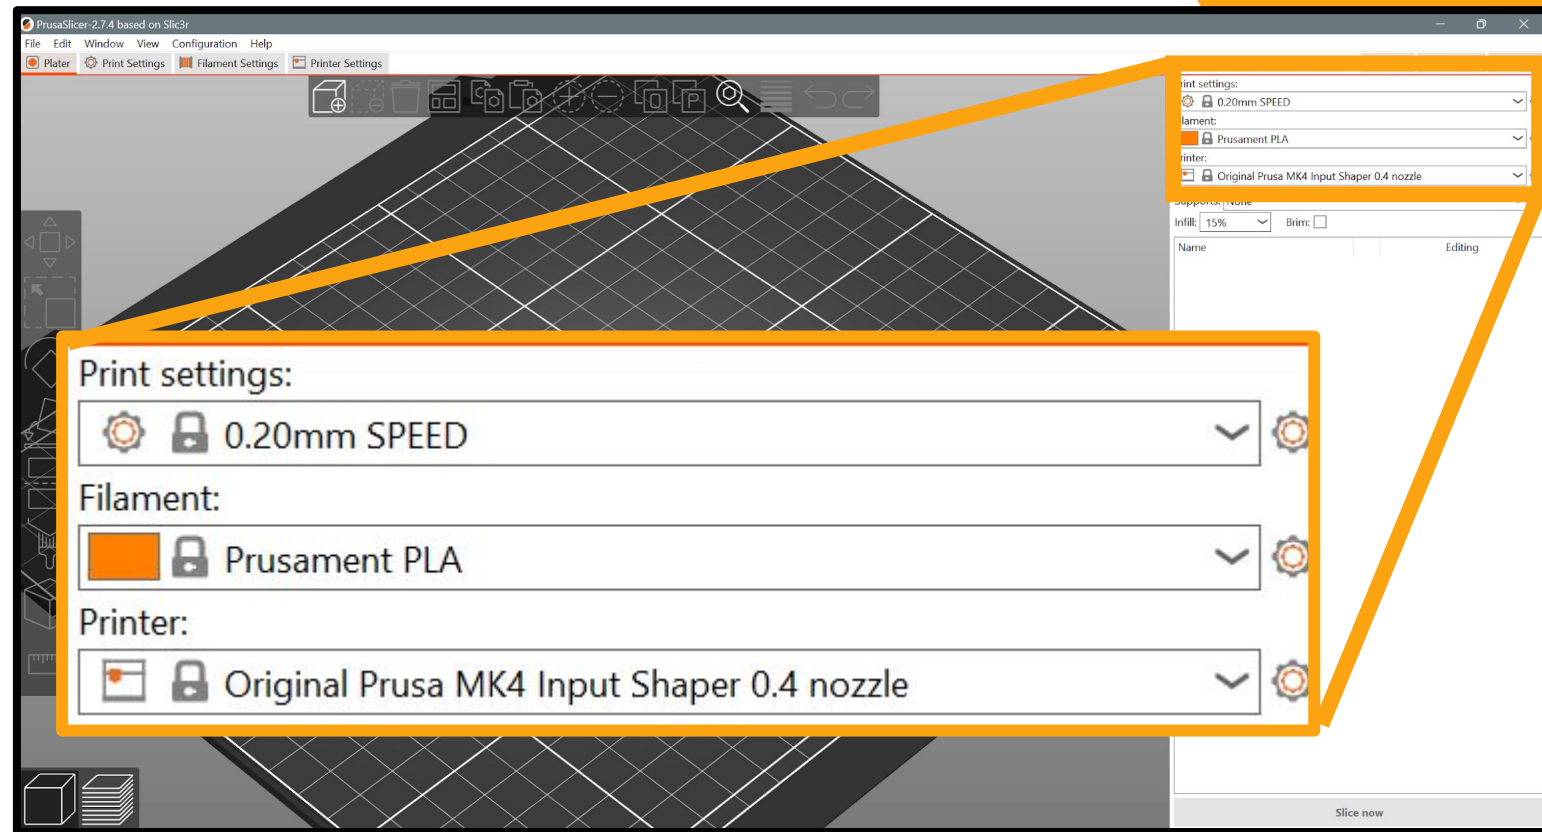 PrusaSlicer-2.7.4 based on Slic3r
File Edit Window View Configuration Help
Plater Print Settings Filament Settings Printer Settings
rint settings:
0.20mm SPEED
lament:
Prusament PLA
rinter:
Original Prusa MK4 Input Shaper 0.4 nozzle
Supports: None
Infill: 15% Brim:
Name Editing
Print settings:
0.20mm SPEED
Filament:
Prusament PLA
Printer:
Original Prusa MK4 Input Shaper 0.4 nozzle
Slice now